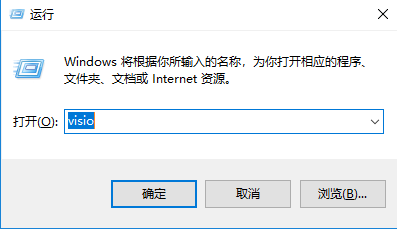 运行
Windows 将根据你所输入的名称，为你打开相应的程序、
文件夹、文档或 Internet 资源。
打开(O): visio
确定 取消 浏览(B)...